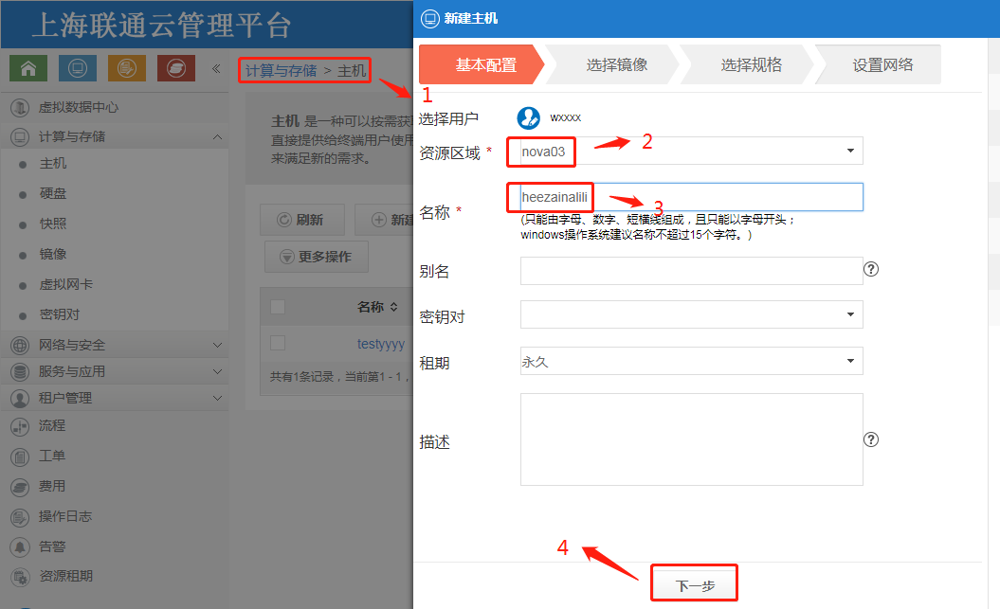 上海联通云管理平台
«
计算与存储 > 主机
虚拟数据中心
计算与存储
主机
硬盘
快照
镜像
虚拟网卡
密钥对
网络与安全
服务与应用
租户管理
流程
工单
费用
操作日志
告警
资源租期
主机 是一种可以按需获
直接提供给终端用户使用
来满足新的需求。
刷新
新建
更多操作
名称
testyyyy
共有1条记录，当前第1 - 1，
新建主机
基本配置
选择镜像
选择规格
设置网络
1
选择用户
wxxxx
资源区域 *
nova03
2
名称 *
heezainalili
3
(只能由字母、数字、短横线组成，且只能以字母开头；
windows操作系统建议名称不超过15个字符。)
别名
?
密钥对
租期
永久
描述
?
4
下一步